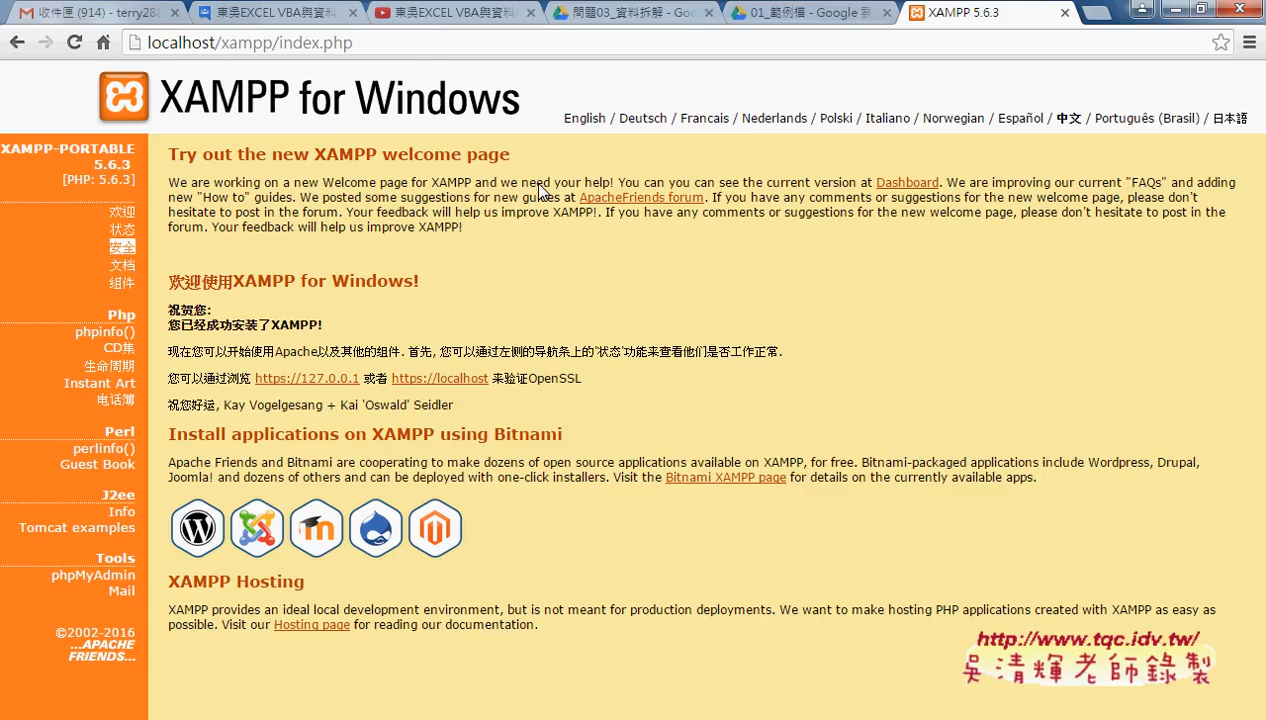 收件匣 (914) - terry288
東吳EXCEL VBA與資料
東吳EXCEL VBA與資料
問題03_資料拆解 - Goo
01_範例檔 - Google 雲
XAMPP 5.6.3
localhost/xampp/index.php
XAMPP for Windows
English / Deutsch / Francais / Nederlands / Polski / Italiano / Norwegian / Español / 中文 / Português (Brasil) / 日本語
XAMPP-PORTABLE
5.6.3
[PHP: 5.6.3]
欢迎
状态
安全
文档
组件
Php
phpinfo()
CD集
生命周期
Instant Art
电话簿
Perl
perlinfo()
Guest Book
J2ee
Info
Tomcat examples
Tools
phpMyAdmin
Mail
©2002-2016
...APACHE
FRIENDS...
Try out the new XAMPP welcome page
We are working on a new Welcome page for XAMPP and we need your help! You can you can see the current version at Dashboard. We are improving our current "FAQs" and adding
new "How to" guides. We posted some suggestions for new guides at ApacheFriends forum. If you have any comments or suggestions for the new welcome page, please don't
hesitate to post in the forum. Your feedback will help us improve XAMPP!. If you have any comments or suggestions for the new welcome page, please don't hesitate to post in the
forum. Your feedback will help us improve XAMPP!
欢迎使用XAMPP for Windows!
祝贺您:
您已经成功安装了XAMPP!
现在您可以开始使用Apache以及其他的组件. 首先, 您可以通过左侧的导航条上的'状态'功能来查看他们是否工作正常.
您可以通过浏览 https://127.0.0.1 或者 https://localhost 来验证OpenSSL
祝您好运, Kay Vogelgesang + Kai 'Oswald' Seidler
Install applications on XAMPP using Bitnami
Apache Friends and Bitnami are cooperating to make dozens of open source applications available on XAMPP, for free. Bitnami-packaged applications include Wordpress, Drupal,
Joomla! and dozens of others and can be deployed with one-click installers. Visit the Bitnami XAMPP page for details on the currently available apps.
XAMPP Hosting
XAMPP provides an ideal local development environment, but is not meant for production deployments. We want to make hosting PHP applications created with XAMPP as easy as
possible. Visit our Hosting page for reading our documentation.
http://www.tqc.idv.tw/
吳清輝老師錄製